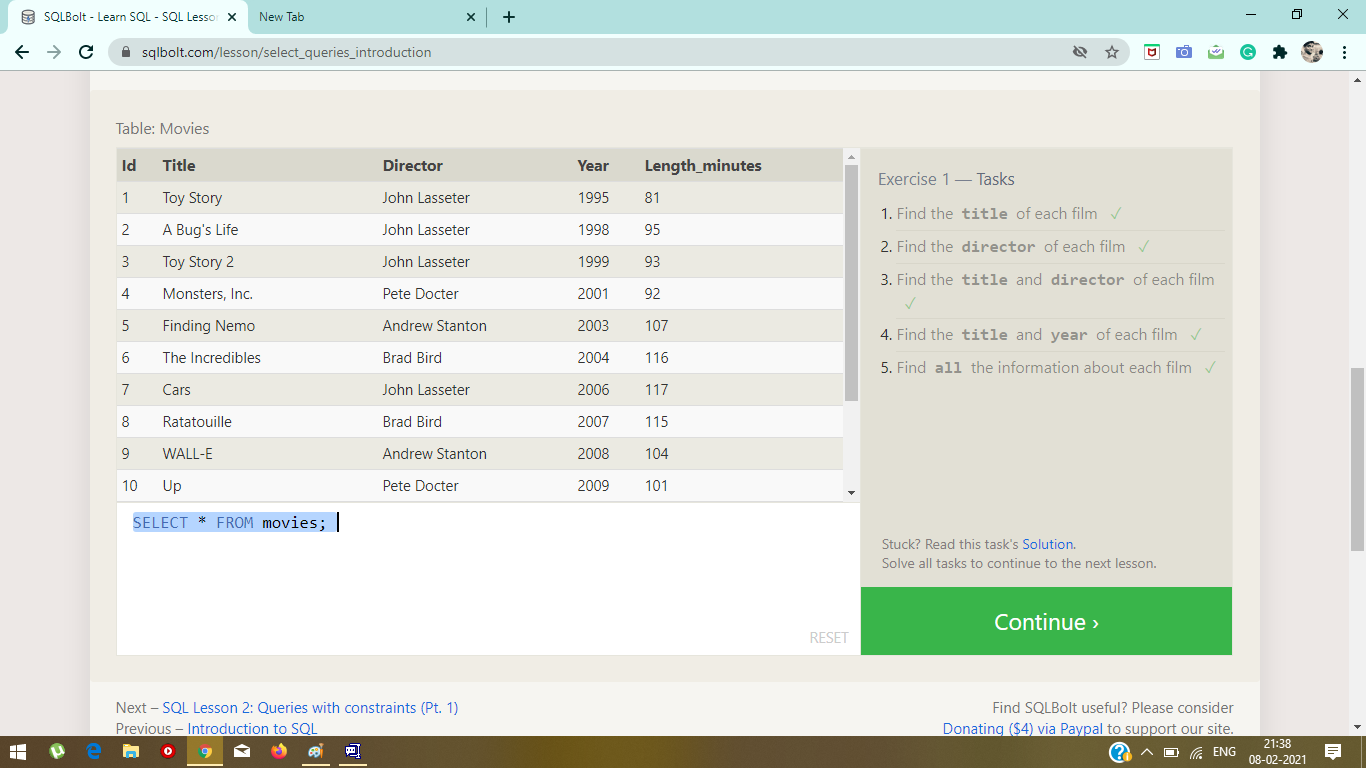 SQLBolt - Learn SQL - SQL Lesson
New Tab
sqlbolt.com/lesson/select_queries_introduction
Table: Movies
Id Title Director Year Length_minutes
1 Toy Story John Lasseter 1995 81
2 A Bug's Life John Lasseter 1998 95
3 Toy Story 2 John Lasseter 1999 93
4 Monsters, Inc. Pete Docter 2001 92
5 Finding Nemo Andrew Stanton 2003 107
6 The Incredibles Brad Bird 2004 116
7 Cars John Lasseter 2006 117
8 Ratatouille Brad Bird 2007 115
9 WALL-E Andrew Stanton 2008 104
10 Up Pete Docter 2009 101
SELECT * FROM movies;
RESET
Exercise 1 — Tasks
1. Find the title of each film ✓
2. Find the director of each film ✓
3. Find the title and director of each film
✓
4. Find the title and year of each film ✓
5. Find all the information about each film ✓
Stuck? Read this task's Solution.
Solve all tasks to continue to the next lesson.
Continue ›
Next – SQL Lesson 2: Queries with constraints (Pt. 1)
Previous – Introduction to SQL
Find SQLBolt useful? Please consider
Donating ($4) via Paypal to support our site.
ENG
21:38
08-02-2021